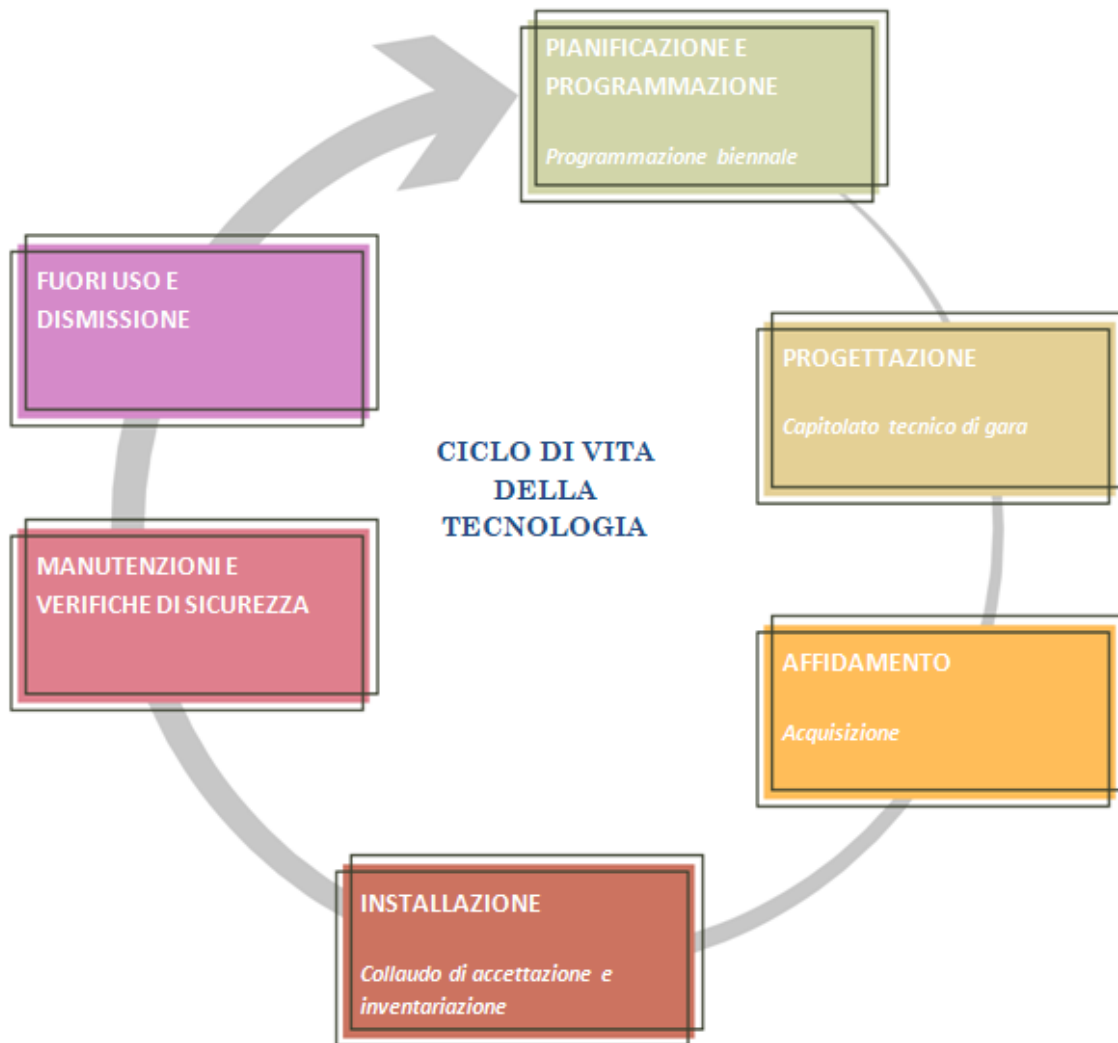 PIANIFICAZIONE E
PROGRAMMAZIONE
Programmazione biennale
PROGETTAZIONE
Capitolato tecnico di gara
AFFIDAMENTO
Acquisizione
INSTALLAZIONE
Collaudo di accettazione e
inventariazione
MANUTENZIONI E
VERIFICHE DI SICUREZZA
FUORI USO E
DISMISSIONE
CICLO DI VITA
DELLA
TECNOLOGIA